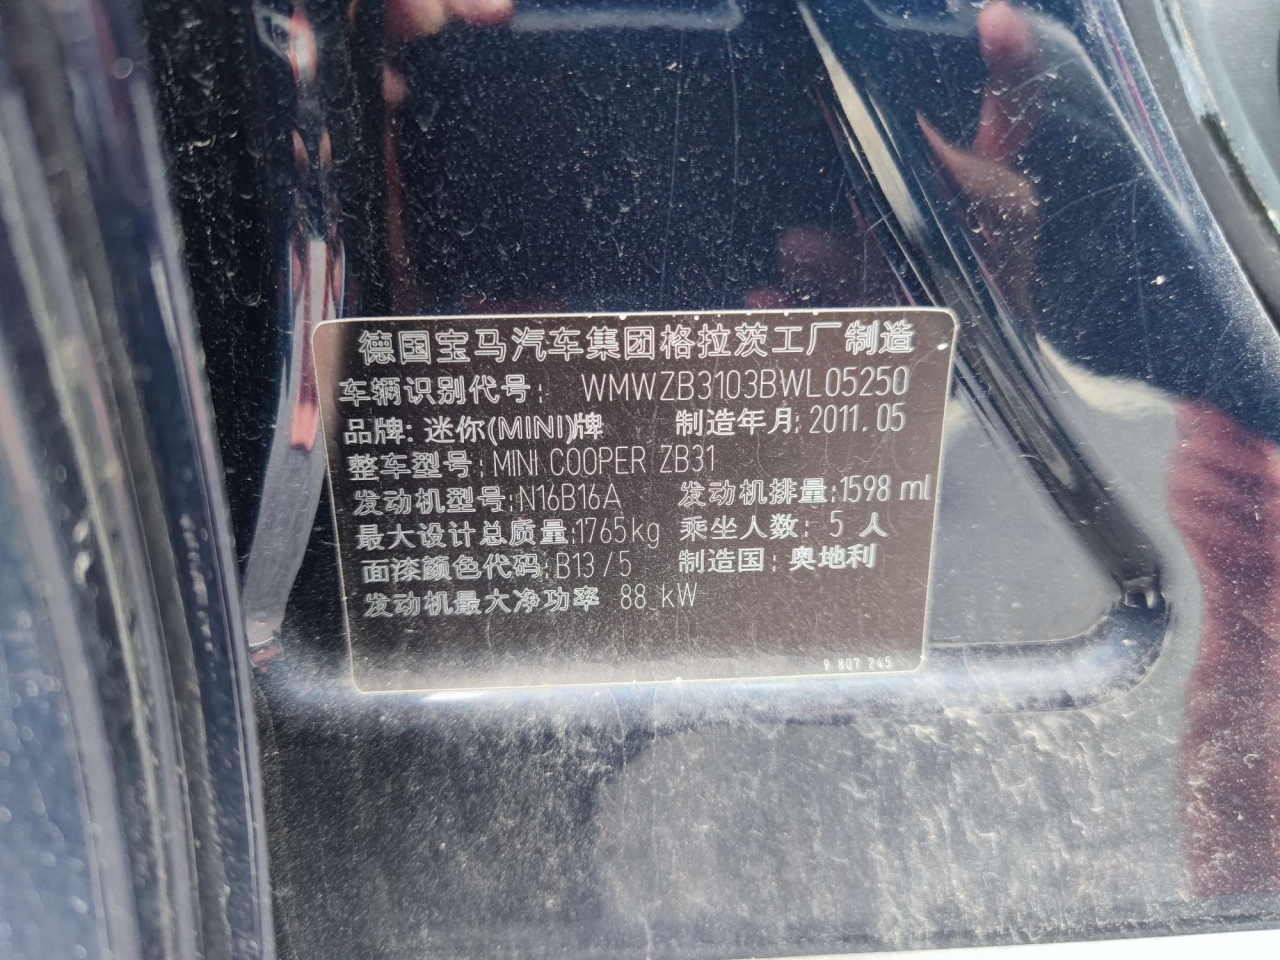 德国宝马汽车集团格拉茨工厂制造
车辆识别代号: WMWZB3103BWL05250
品牌: 迷你(MINI)牌 制造年月: 2011.05
整车型号: MINI COOPER ZB31
发动机型号: N16B16A 发动机排量: 1598 ml
最大设计总质量: 1765kg 乘坐人数: 5 人
面漆颜色代码: B13/5 制造国: 奥地利
发动机最大净功率 88 kW
9 807 245